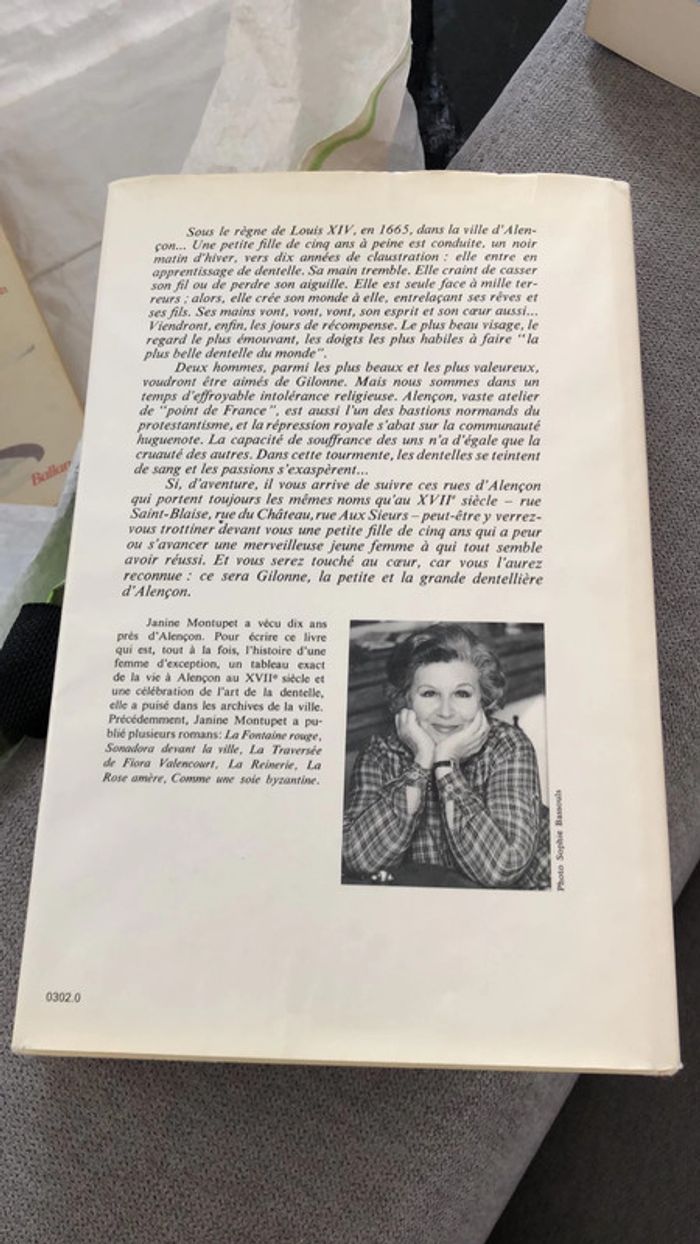 Sous le règne de Louis XIV, en 1665, dans la ville d'Alen-
çon... Une petite fille de cinq ans à peine est conduite, un noir
matin d'hiver, vers dix années de claustration : elle entre en
apprentissage de dentelle. Sa main tremble. Elle craint de casser
son fil ou de perdre son aiguille. Elle est seule face à mille ter-
reurs ; alors, elle crée son monde à elle, entrelaçant ses rêves et
ses fils. Ses mains vont, vont, vont, son esprit et son cœur aussi...
Viendront, enfin, les jours de récompense. Le plus beau visage, le
regard le plus émouvant, les doigts les plus habiles à faire "la
plus belle dentelle du monde".
Deux hommes, parmi les plus beaux et les plus valeureux,
voudront être aimés de Gilonne. Mais nous sommes dans un
temps d'effroyable intolérance religieuse. Alençon, vaste atelier
de "point de France", est aussi l'un des bastions normands du
protestantisme, et la répression royale s'abat sur la communauté
huguenote. La capacité de souffrance des uns n'a d'égale que la
cruauté des autres. Dans cette tourmente, les dentelles se teintent
de sang et les passions s'exaspèrent...
Si, d'aventure, il vous arrive de suivre ces rues d'Alençon
qui portent toujours les mêmes noms qu'au XVIIe siècle – rue
Saint-Blaise, rue du Château, rue Aux Sieurs – peut-être y verrez-
vous trottiner devant vous une petite fille de cinq ans qui a peur
ou s'avancer une merveilleuse jeune femme à qui tout semble
avoir réussi. Et vous serez touché au cœur, car vous l'aurez
reconnue : ce sera Gilonne, la petite et la grande dentellière
d'Alençon.
Janine Montupet a vécu dix ans
près d'Alençon. Pour écrire ce livre
qui est, tout à la fois, l'histoire d'une
femme d'exception, un tableau exact
de la vie à Alençon au XVIIe siècle et
une célébration de l'art de la dentelle,
elle a puisé dans les archives de la ville.
Précédemment, Janine Montupet a pu-
blié plusieurs romans : La Fontaine rouge,
Sonadora devant la ville, La Traversée
de Fiora Valencourt, La Reinerie, La
Rose amère, Comme une soie byzantine.
Photo Sophie Bassouls
0302.0